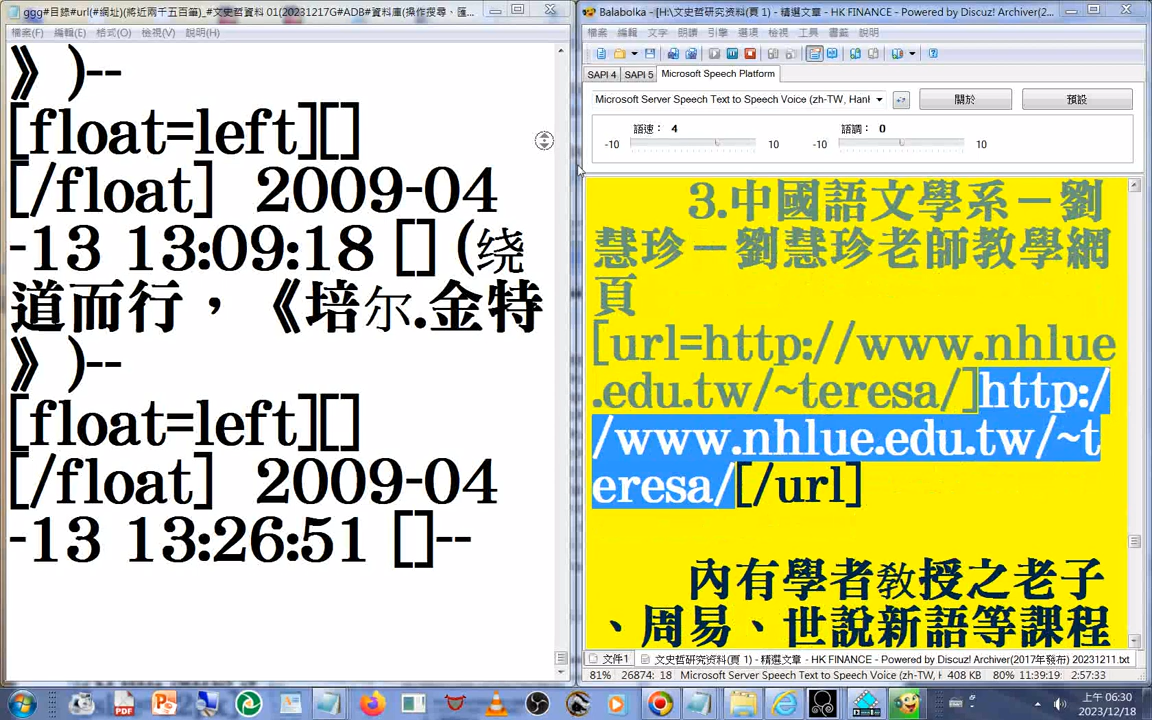 ggg#目錄#url(#網址)(將近兩千五百筆)_#文史哲資料 01(20231217G#ADB#資料庫(操作搜尋、匯...
檔案(F) 編輯(E) 格式(O) 檢視(V) 說明(H)
》)--
[float=left][]
[/float] 2009-04
-13 13:09:18 [] (绕
道而行，《培尔.金特
》)--
[float=left][]
[/float] 2009-04
-13 13:26:51 []--
Balabolka - [H:\文史哲研究资料(頁 1) - 精選文章 - HK FINANCE - Powered by Discuz! Archiver(2...
檔案 編輯 文字 朗讀 引擎 選項 檢視 工具 書籤 說明
SAPI 4 SAPI 5 Microsoft Speech Platform
Microsoft Server Speech Text to Speech Voice (zh-TW, Hanl 關於 預設
語速： 4 語調： 0
-10 10 -10 10
3.中國語文學系－劉
慧珍－劉慧珍老師教學網
頁
[url=http://www.nhlue
.edu.tw/~teresa/]http:/
/www.nhlue.edu.tw/~t
eresa/[/url]
內有學者教授之老子
、周易、世說新語等課程
文件1 文史哲研究资料(頁 1) - 精選文章 - HK FINANCE - Powered by Discuz! Archiver(2017年發布) 20231211.txt
81% 26874: 18 Microsoft Server Speech Text to Speech Voice (zh-TW, H 408 KB 80% 11:39:19 2:57:33
上午 06:30
2023/12/18